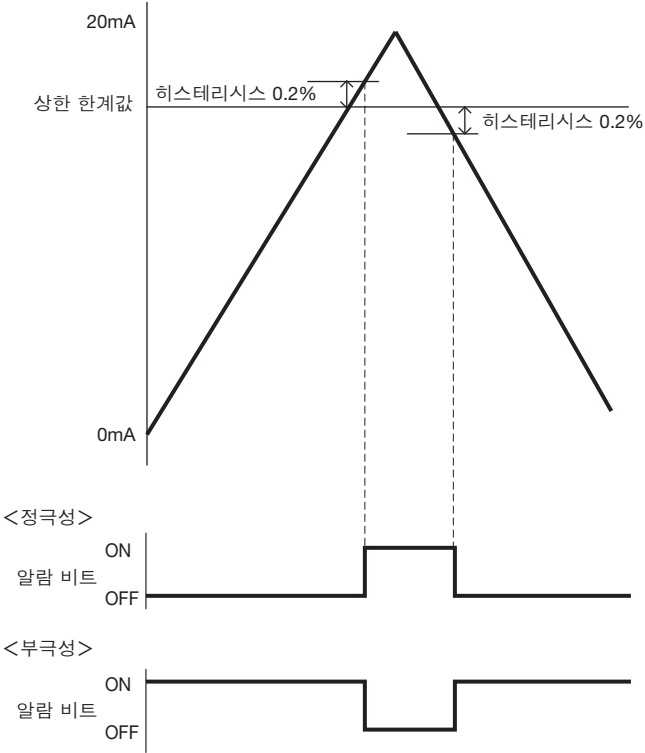 20mA
히스테리시스 0.2%
상한 한계값
히스테리시스 0.2%
0mA
<정극성>
ON
알람 비트
OFF
<부극성>
ON
알람 비트
OFF